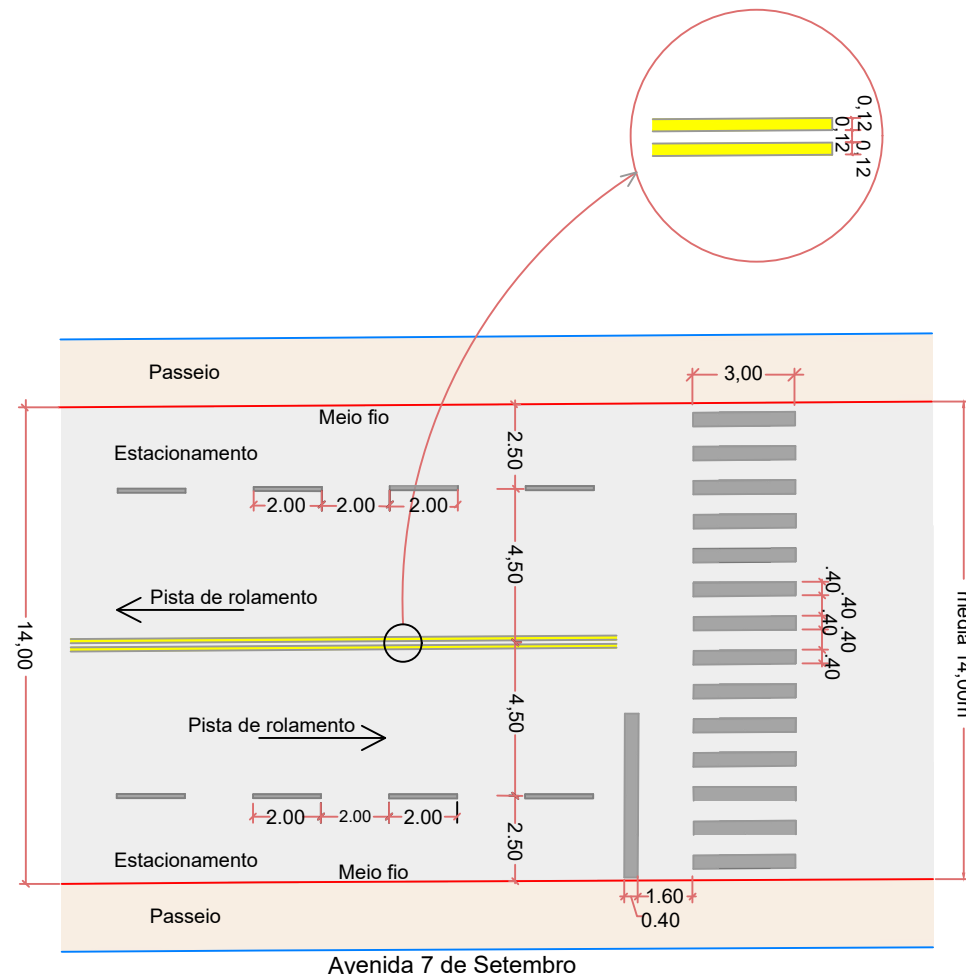 0,12
0,12
0,12
Passeio
3,00
Meio fio
2.50
Estacionamento
2.00
2.00
2.00
4,50
.40
.40
.40
.40
.40
Pista de rolamento
14,00
média 14,00m
4,50
Pista de rolamento
2.00
2.00
2.00
2.50
Estacionamento
Meio fio
1.60
0.40
Passeio
Avenida 7 de Setembro